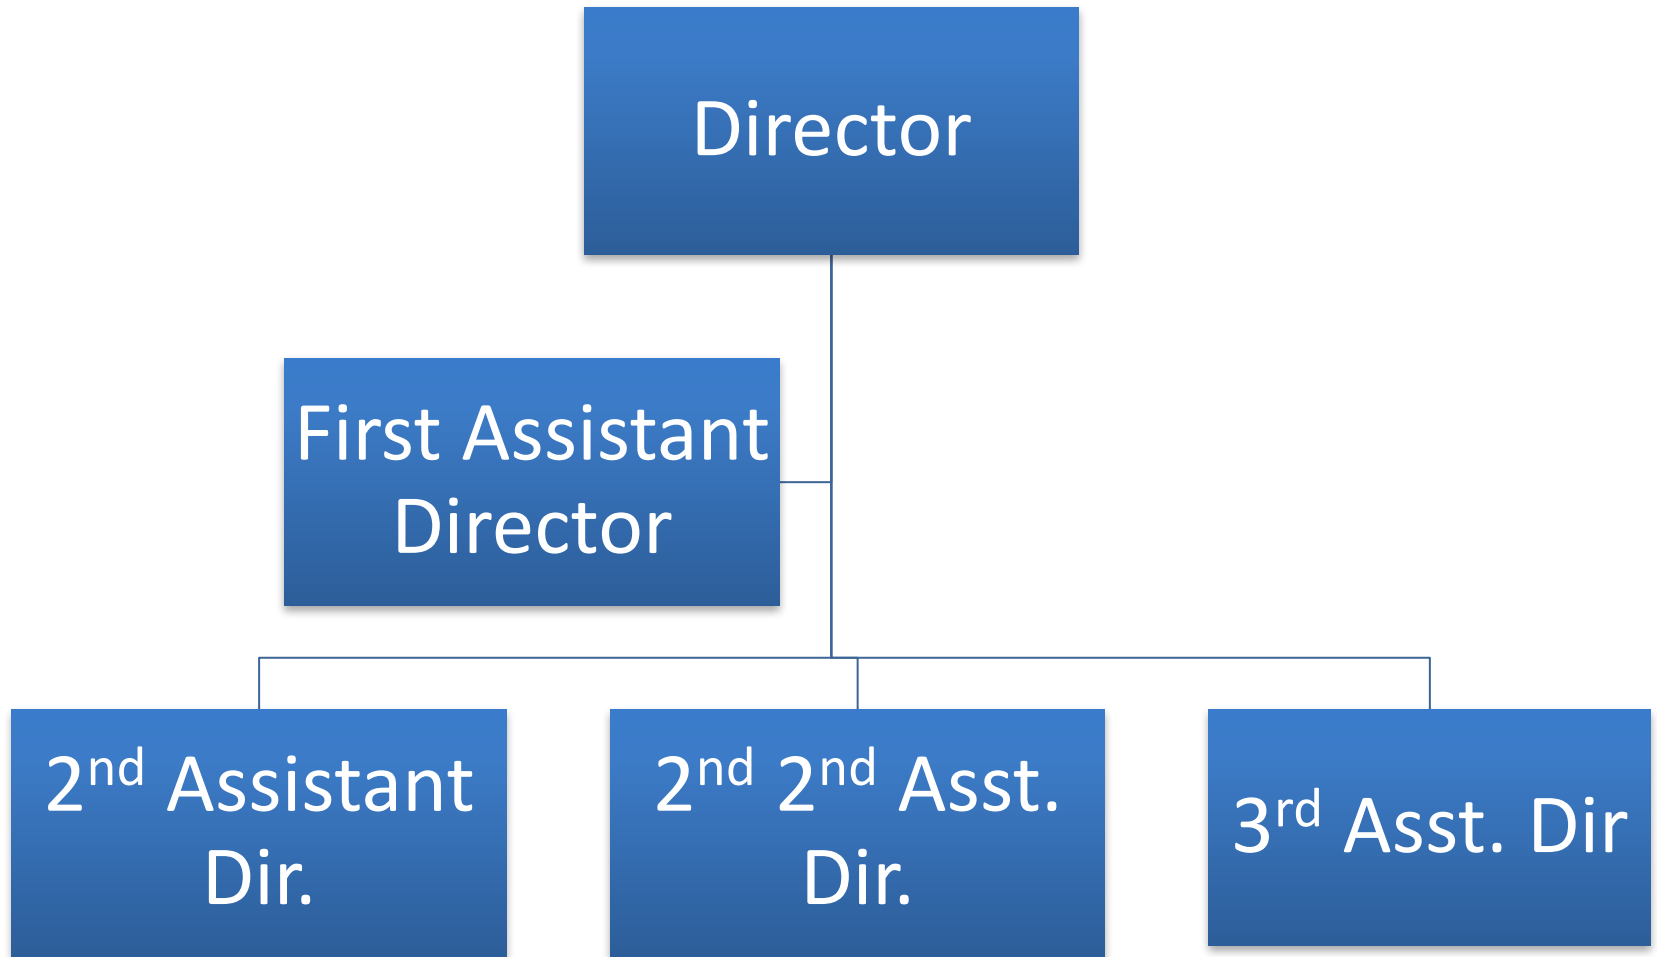 Director
First Assistant
Director
2nd Assistant
Dir.
2nd 2nd Asst.
Dir.
3rd Asst. Dir